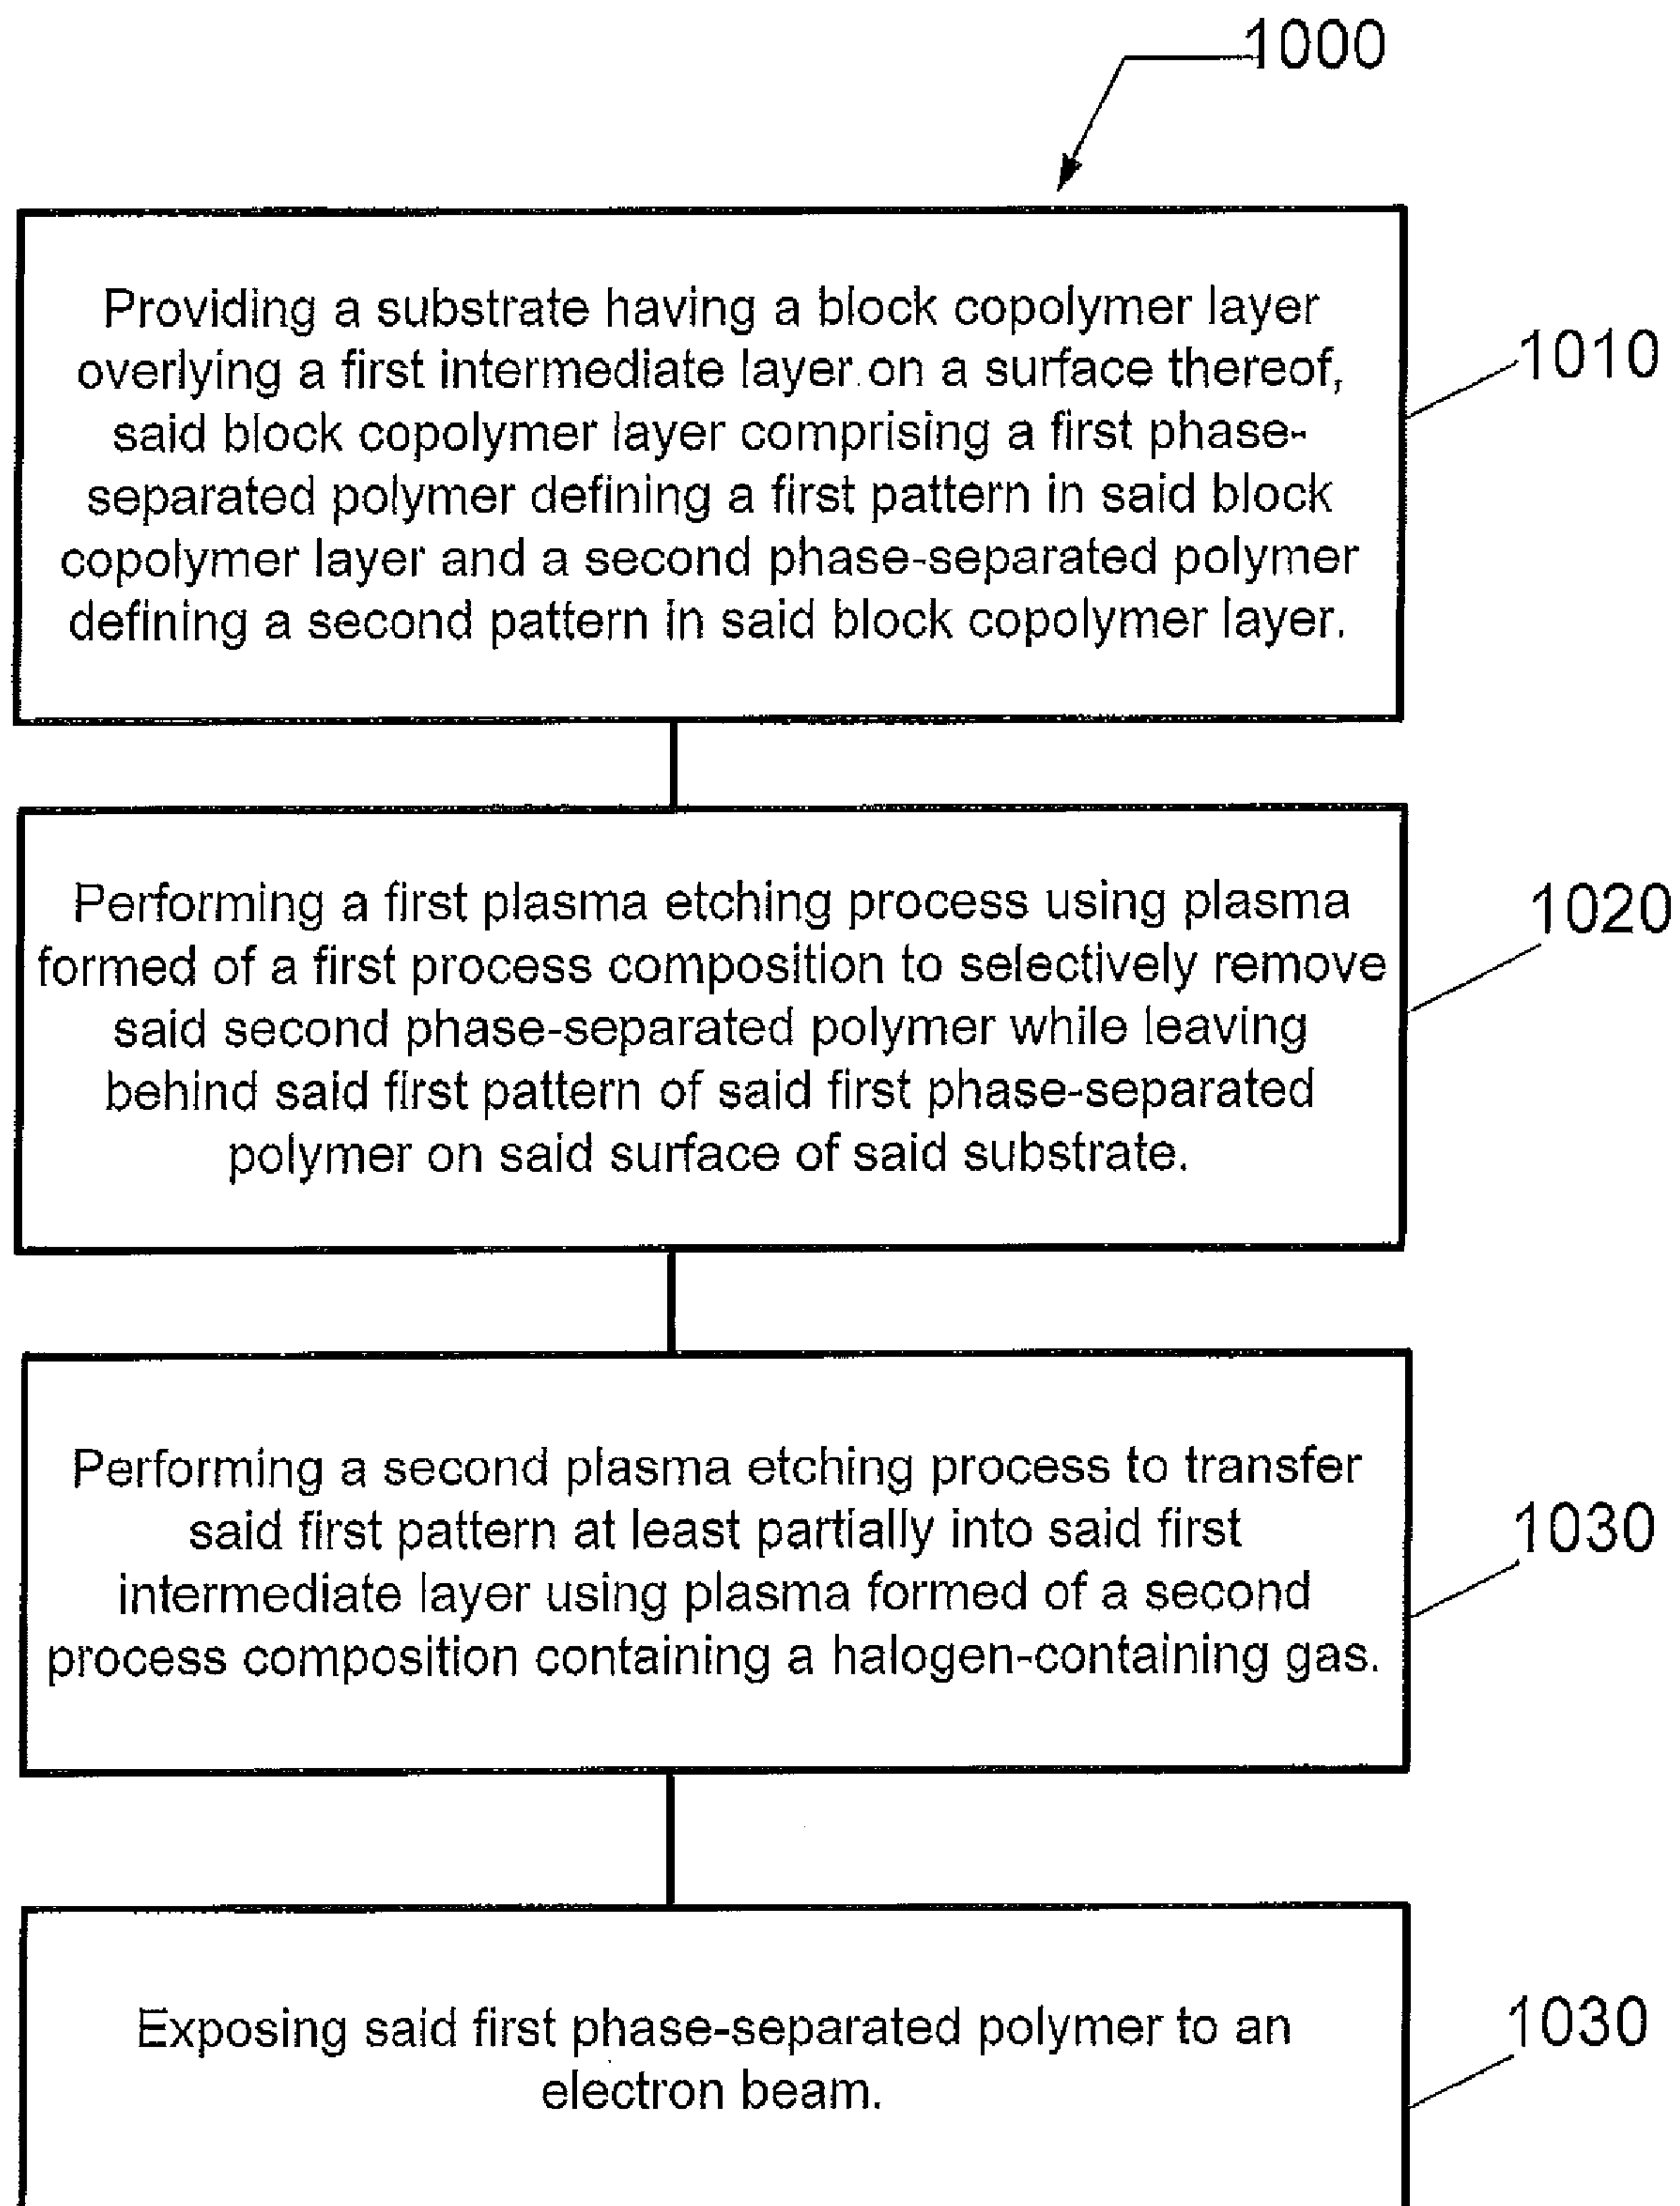 1000
Providing a substrate having a block copolymer layer
overlying a first intermediate layer on a surface thereof,
said block copolymer layer comprising a first phase-
separated polymer defining a first pattern in said block
copolymer layer and a second phase-separated polymer
defining a second pattern in said block copolymer layer.
1010
Performing a first plasma etching process using plasma
formed of a first process composition to selectively remove
said second phase-separated polymer while leaving
behind said first pattern of said first phase-separated
polymer on said surface of said substrate.
1020
Performing a second plasma etching process to transfer
said first pattern at least partially into said first
intermediate layer using plasma formed of a second
process composition containing a halogen-containing gas.
1030
Exposing said first phase-separated polymer to an
electron beam.
1030